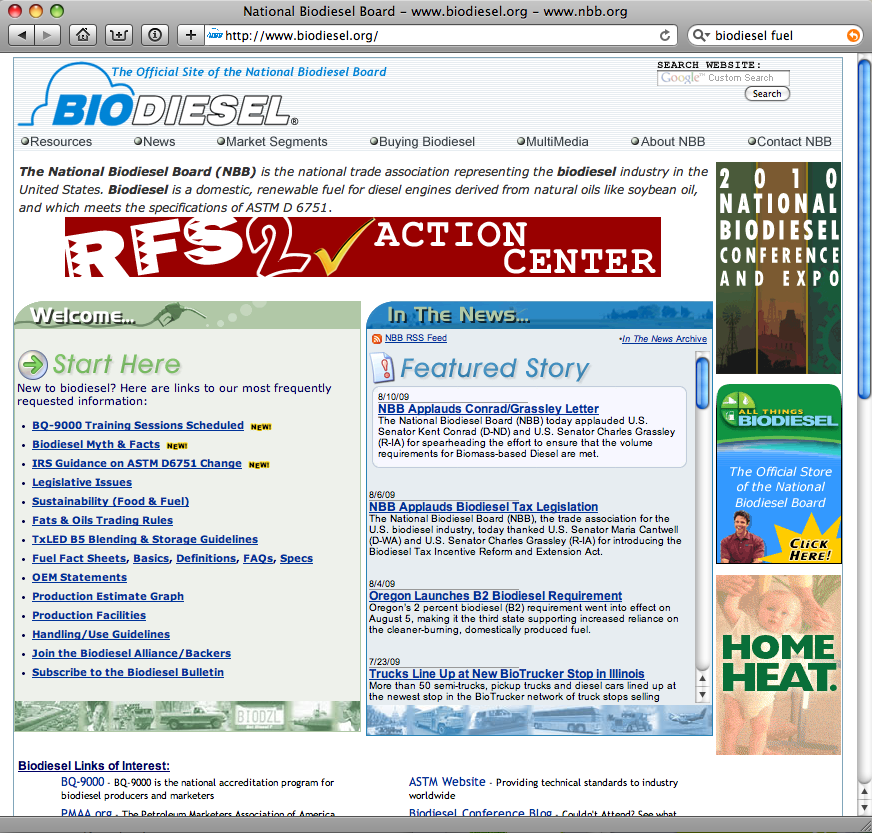 National Biodiesel Board – www.biodiesel.org – www.nbb.org
http://www.biodiesel.org/
biodiesel fuel
The Official Site of the National Biodiesel Board
BIODIESEL®
SEARCH WEBSITE:
Google™ Custom Search
Search
Resources
News
Market Segments
Buying Biodiesel
MultiMedia
About NBB
Contact NBB
The National Biodiesel Board (NBB) is the national trade association representing the biodiesel industry in the
United States. Biodiesel is a domestic, renewable fuel for diesel engines derived from natural oils like soybean oil,
and which meets the specifications of ASTM D 6751.
RFS2 ACTION
CENTER
Welcome...
Start Here
New to biodiesel? Here are links to our most frequently
requested information:
• BQ-9000 Training Sessions Scheduled NEW!
• Biodiesel Myth & Facts NEW!
• IRS Guidance on ASTM D6751 Change NEW!
• Legislative Issues
• Sustainability (Food & Fuel)
• Fats & Oils Trading Rules
• TxLED B5 Blending & Storage Guidelines
• Fuel Fact Sheets, Basics, Definitions, FAQs, Specs
• OEM Statements
• Production Estimate Graph
• Production Facilities
• Handling/Use Guidelines
• Join the Biodiesel Alliance/Backers
• Subscribe to the Biodiesel Bulletin
BIODZL
In The News...
NBB RSS Feed
•In The News Archive
Featured Story
8/10/09
NBB Applauds Conrad/Grassley Letter
The National Biodiesel Board (NBB) today applauded U.S.
Senator Kent Conrad (D-ND) and U.S. Senator Charles Grassley
(R-IA) for spearheading the effort to ensure that the volume
requirements for Biomass-based Diesel are met.
8/6/09
NBB Applauds Biodiesel Tax Legislation
The National Biodiesel Board (NBB), the trade association for the
U.S. biodiesel industry, today thanked U.S. Senator Maria Cantwell
(D-WA) and U.S. Senator Charles Grassley (R-IA) for introducing the
Biodiesel Tax Incentive Reform and Extension Act.
8/4/09
Oregon Launches B2 Biodiesel Requirement
Oregon's 2 percent biodiesel (B2) requirement went into effect on
August 5, making it the third state supporting increased reliance on
the cleaner-burning, domestically produced fuel.
7/23/09
Trucks Line Up at New BioTrucker Stop in Illinois
More than 50 semi-trucks, pickup trucks and diesel cars lined up at
the newest stop in the BioTrucker network of truck stops selling
2010
NATIONAL
BIODIESEL
CONFERENCE
AND EXPO
ALL THINGS
BIODIESEL
The Official Store
of the National
Biodiesel Board
CLICK
HERE!
HOME
HEAT.
Biodiesel Links of Interest:
BQ-9000 - BQ-9000 is the national accreditation program for
biodiesel producers and marketers
PMAA.org - The Petroleum Marketers Association of America
ASTM Website - Providing technical standards to industry
worldwide
Biodiesel Conference Blog - Couldn't Attend? See what